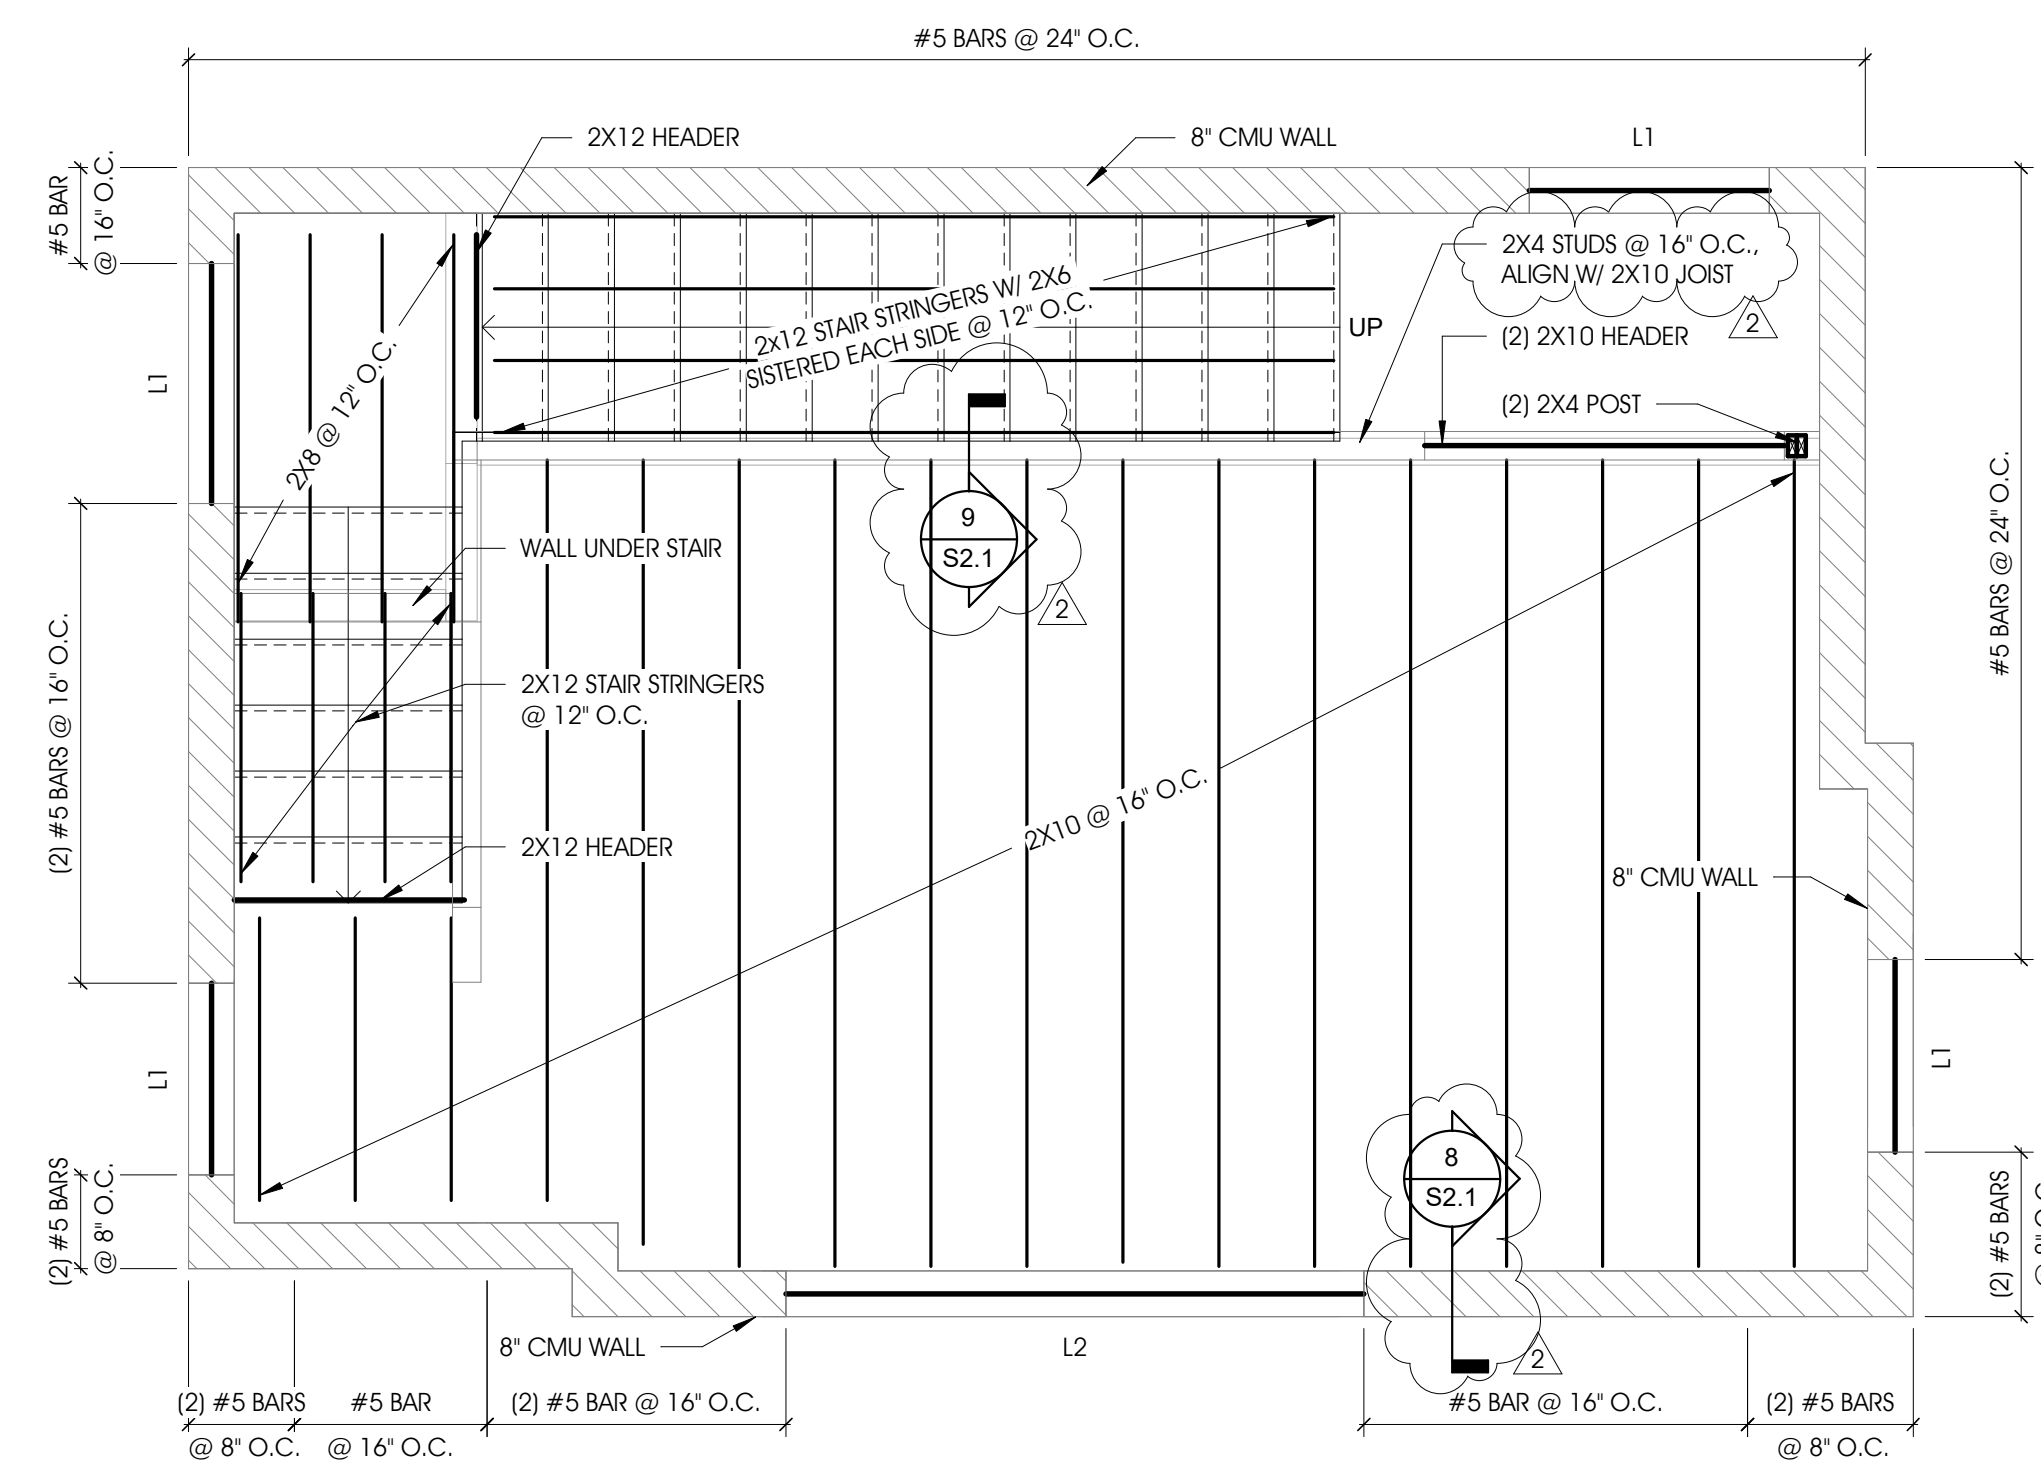 #5 BARS @ 24" O.C.
2X12 HEADER
8" CMU WALL
L1
#5 BAR
@ 16" O.C.
2X4 STUDS @ 16" O.C.,
ALIGN W/ 2X10 JOIST
2
2x12 STAIR STRINGERS W/ 2X6
SISTERED EACH SIDE @ 12" O.C.
UP
(2) 2X10 HEADER
L1
2X8 @ 12" O.C.
(2) 2X4 POST
9
S2.1
2
#5 BARS @ 24" O.C.
WALL UNDER STAIR
2X12 STAIR STRINGERS
@ 12" O.C.
(2) #5 BARS @ 16" O.C.
2X10 @ 16" O.C.
2X12 HEADER
8" CMU WALL
L1
L1
8
S2.1
2
(2) #5 BARS
@ 8" O.C.
(2) #5 BARS
8" CMU WALL
L2
(2) #5 BARS
@ 8" O.C.
#5 BAR
@ 16" O.C.
(2) #5 BAR @ 16" O.C.
#5 BAR @ 16" O.C.
(2) #5 BARS
@ 8" O.C.